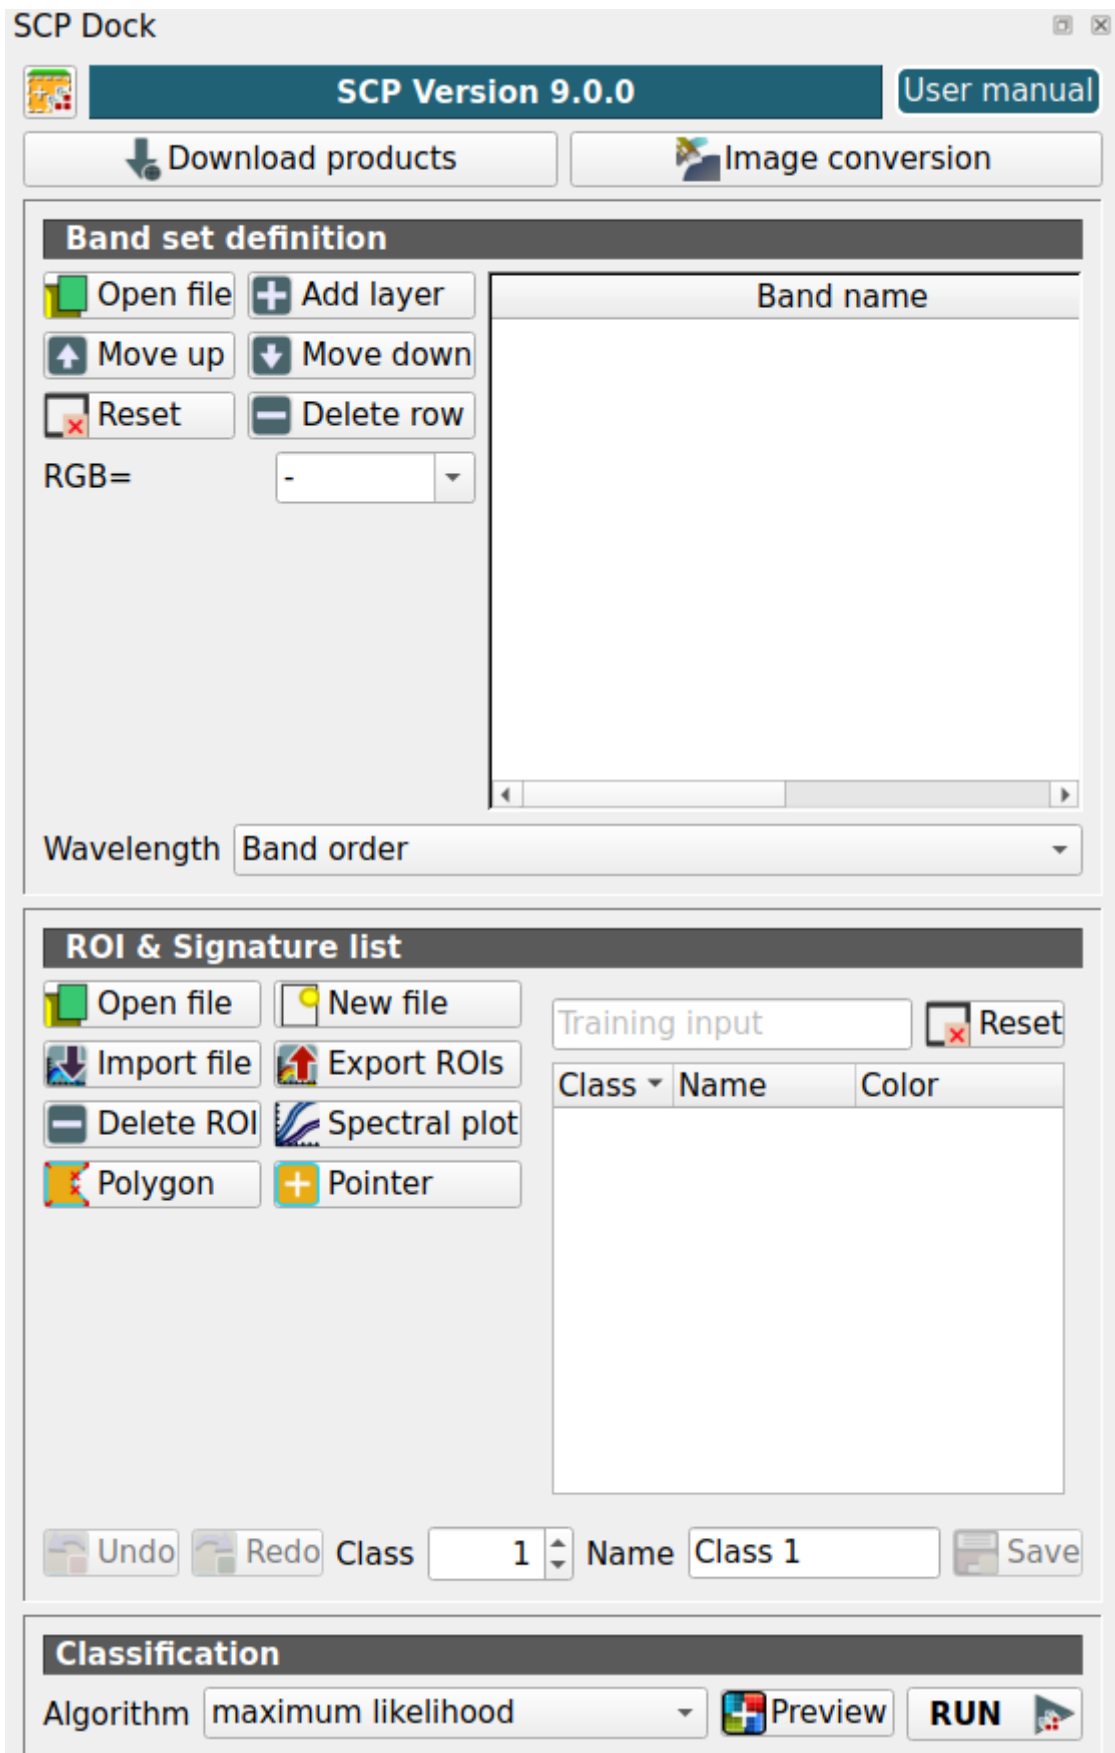 SCP Dock
SCP Version 9.0.0 User manual
Download products Image conversion
Band set definition
Open file Add layer Band name
Move up Move down
Reset Delete row
RGB= -
Wavelength Band order
ROI & Signature list
Open file New file Training input Reset
Import file Export ROIs Class Name Color
Delete ROI Spectral plot
Polygon Pointer
Undo Redo Class 1 Name Class 1 Save
Classification
Algorithm maximum likelihood Preview RUN